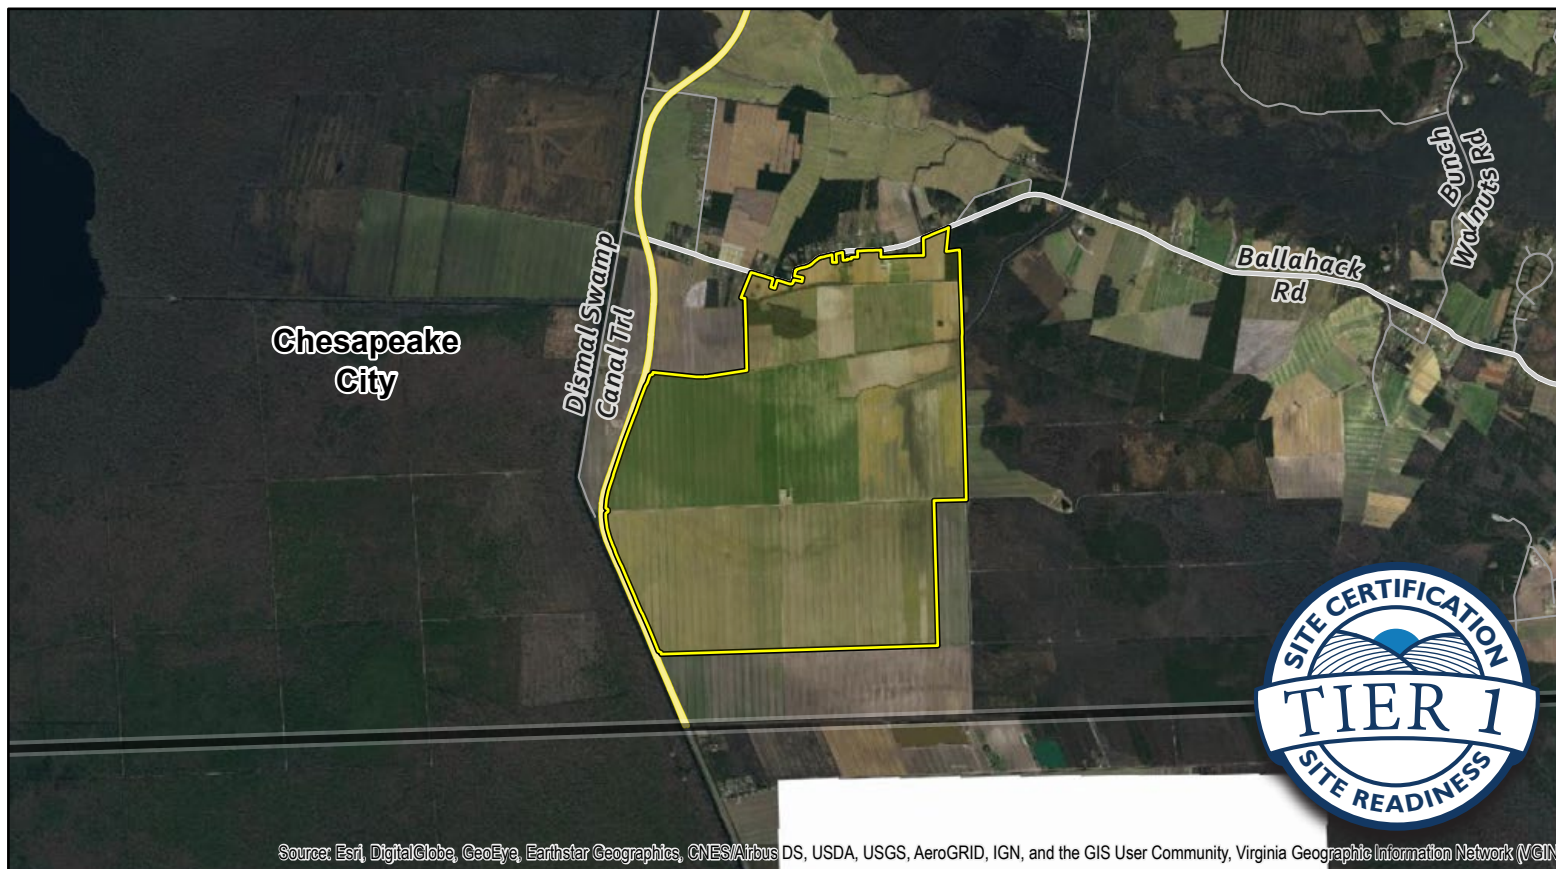 Bunch
Walnuts Rd
Ballahack
Rd
Dismal Swamp
Canal Trl
Chesapeake
City
SITE CERTIFICATION
TIER 1
SITE READINESS
Source: Esri, DigitalGlobe, GeoEye, Earthstar Geographics, CNES/Airbus DS, USDA, USGS, AeroGRID, IGN, and the GIS User Community, Virginia Geographic Information Network (VGIN